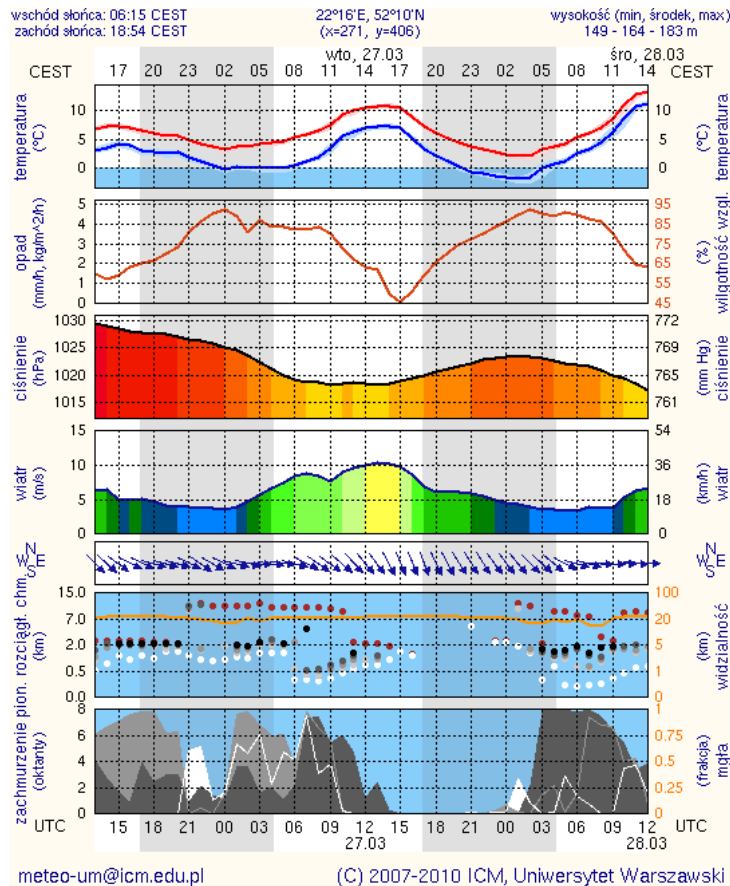 wschód słońca: 06:15 CEST 22°16'E, 52°10'N wysokość (min, środek, max)
zachód słońca: 18:54 CEST (x=271, y=406) 149 - 164 - 183 m
wto, 27.03 śro, 28.03
CEST 17 20 23 02 05 08 11 14 17 20 23 02 05 08 11 14 CEST
temperatura (°C) 10 5 0 10 5 0 temperatura (°C)
opad (mm/h, kg/m^2/h) 5 4 3 2 1 0 95 85 75 65 55 45 (%) wilgotność wzgl.
ciśnienie (hPa) 1030 1025 1020 1015 772 769 765 761 (mm Hg) ciśnienie
wiatr (m/s) 15 10 5 0 54 36 18 0 (km/h) wiatr
N W E S N W E S
pion. rozciągł. chm. (km) 15.0 7.0 2.0 0.5 0.0 100 20 5 1 0 (km) widzialność
zachmurzenie (oktanty) 8 6 4 2 0 1 0.75 0.5 0.25 0 (frakcja) mgła
UTC 15 18 21 00 03 06 09 12 15 18 21 00 03 06 09 12 UTC
27.03 28.03
meteo-um@icm.edu.pl (C) 2007-2010 ICM, Uniwersytet Warszawski